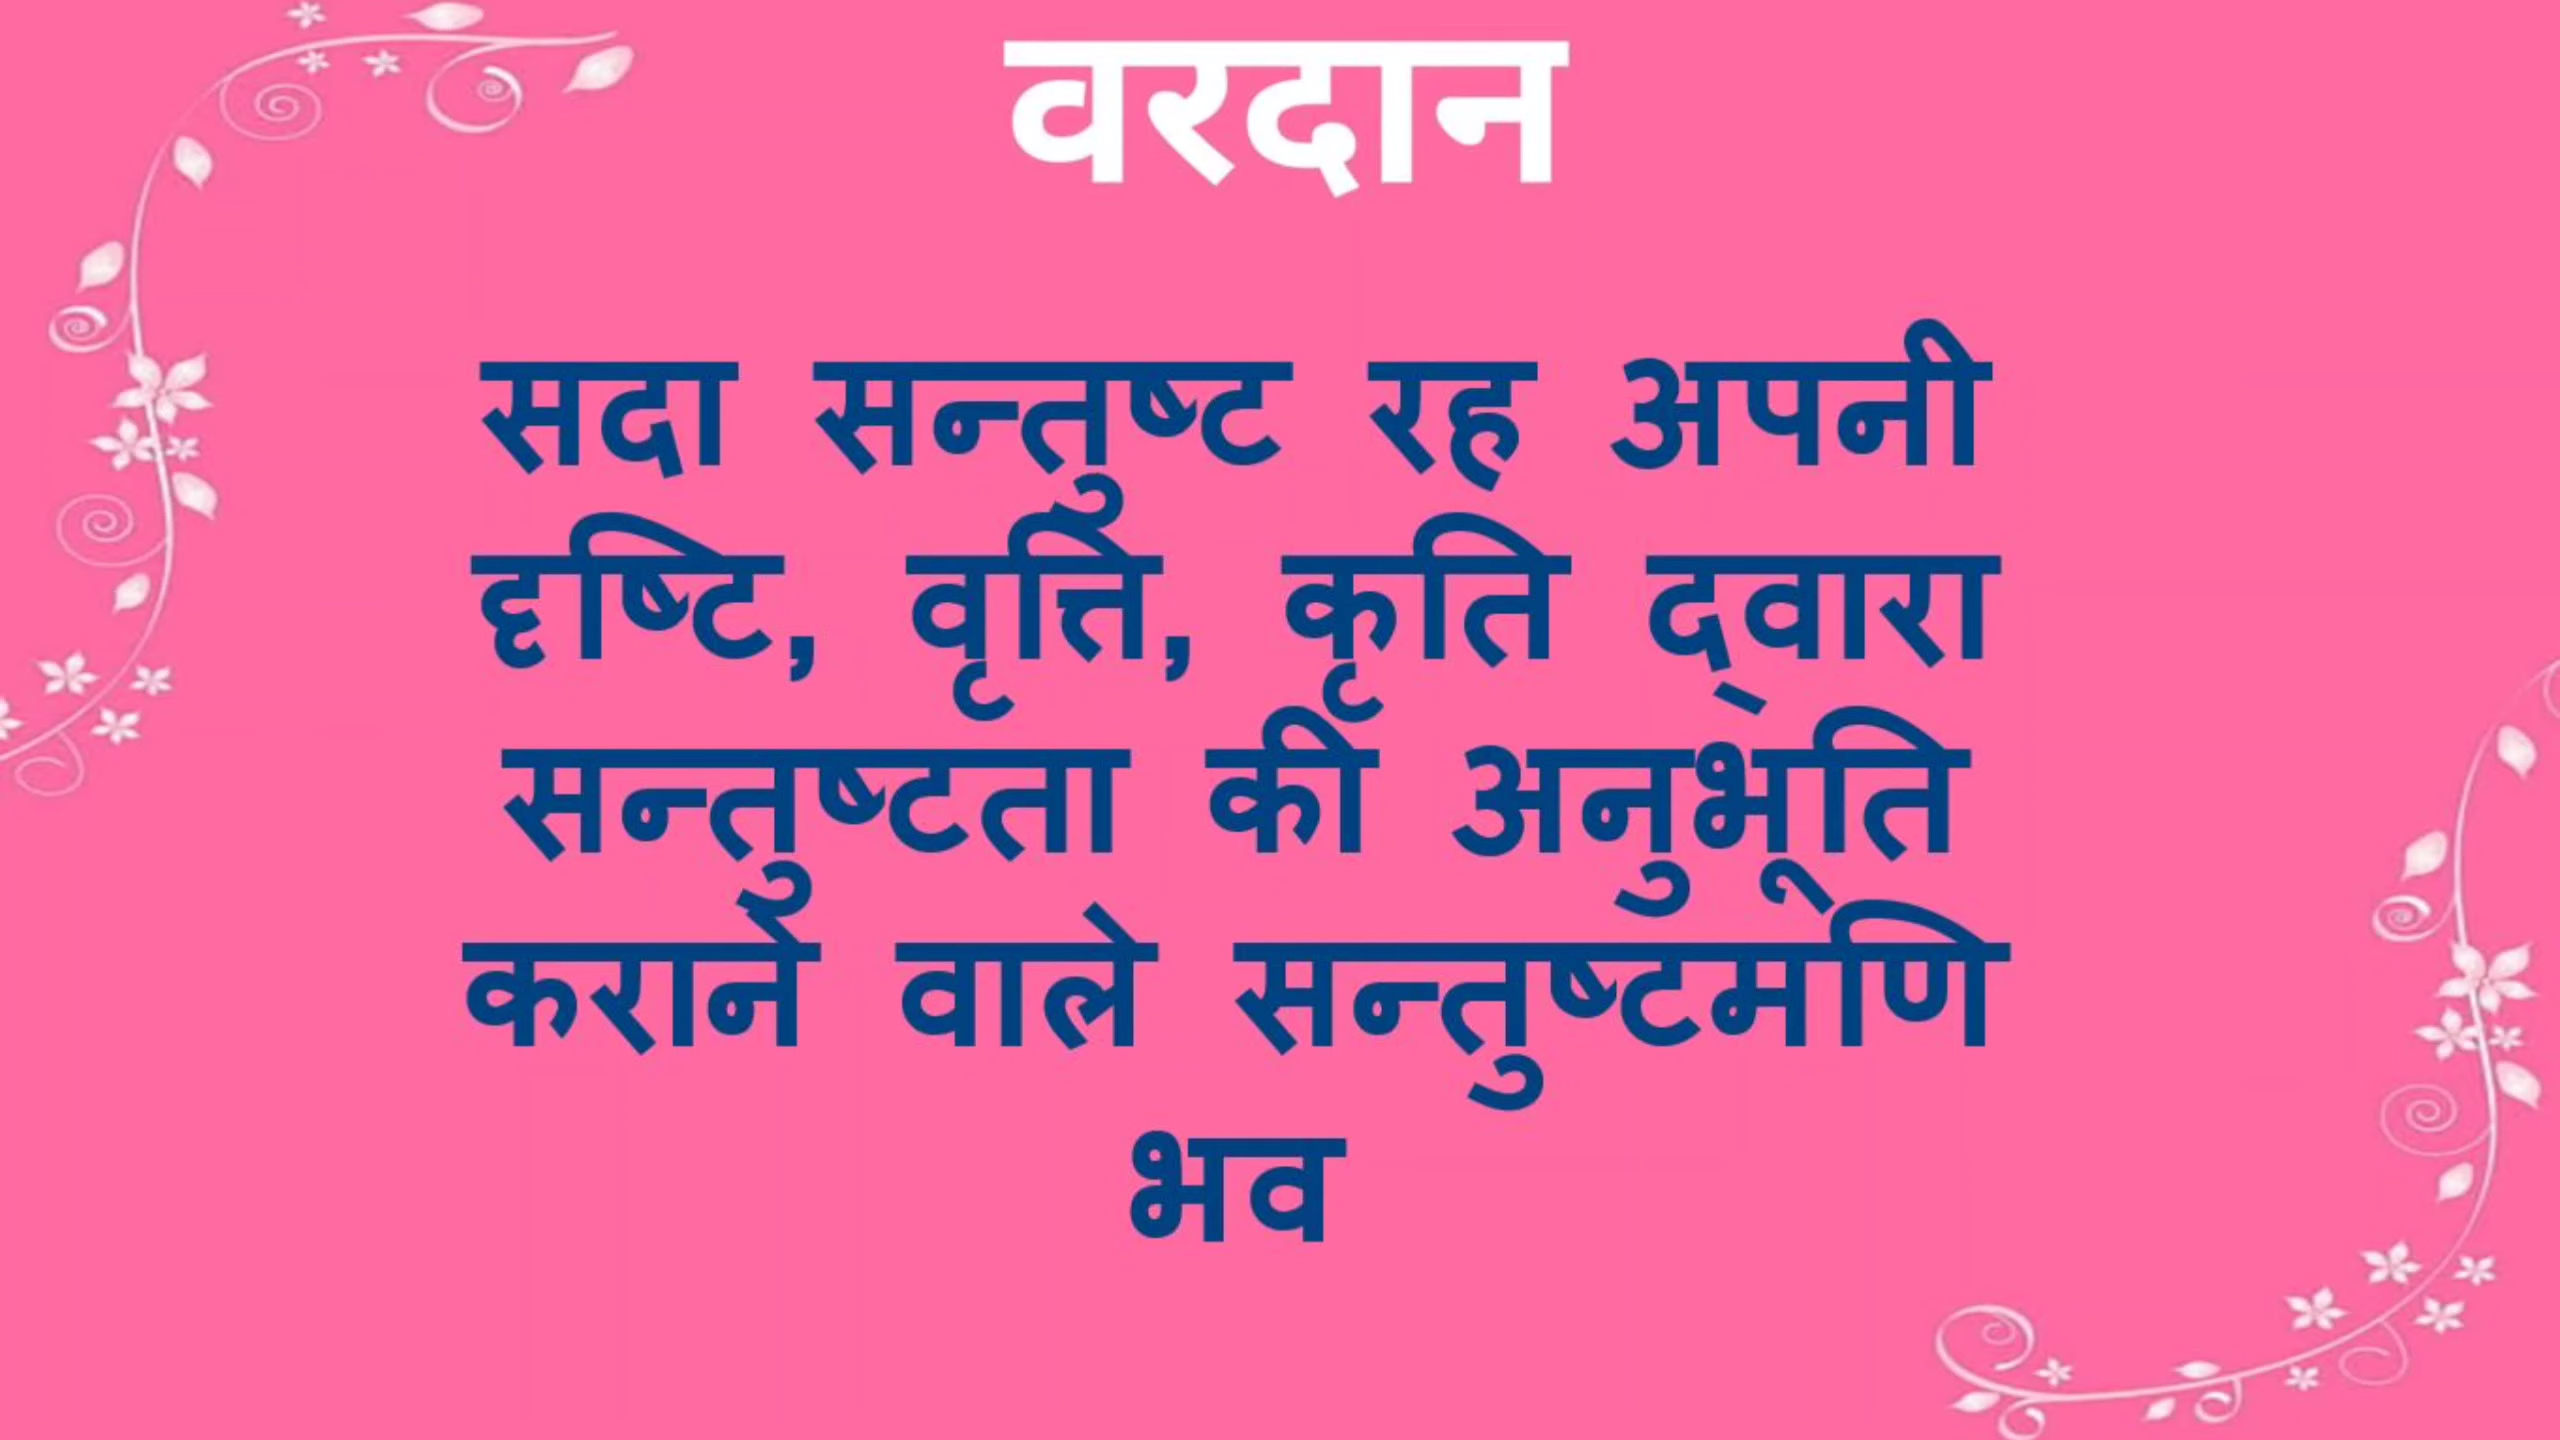 वरदान
सदा सन्तुष्ट रह अपनी
दृष्टि, वृत्ति, कृति द्वारा
सन्तुष्टता की अनुभूति
कराने वाले सन्तुष्टमणि
भव